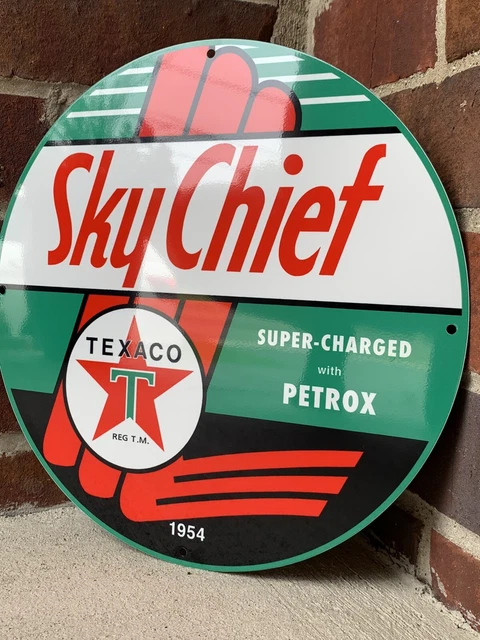 Sky Chief
TEXACO
T
REG T.M.
SUPER-CHARGED
with
PETROX
1954